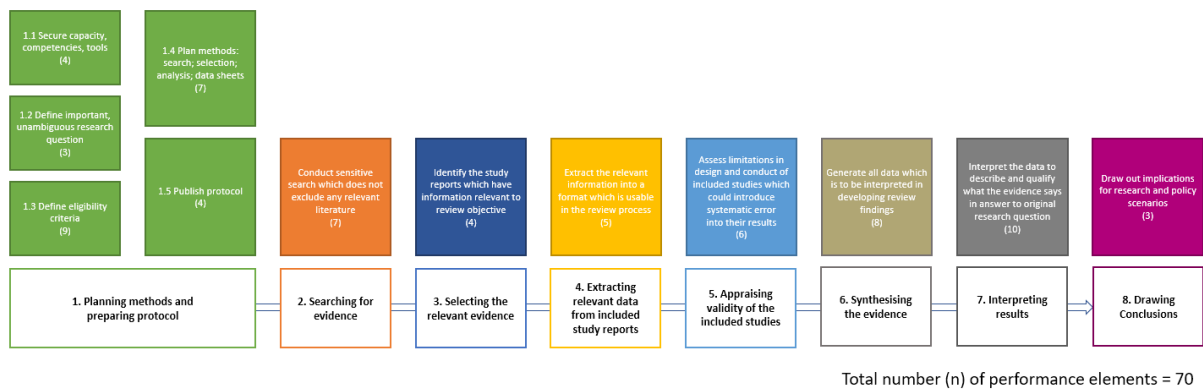 1.1 Secure capacity,
competencies, tools
(4)
1.2 Define important,
unambiguous research
question
(3)
1.3 Define eligibility
criteria
(9)
1.4 Plan methods:
search; selection;
analysis; data sheets
(7)
1.5 Publish protocol
(4)
Conduct sensitive
search which does not
exclude any relevant
literature
(7)
Identify the study
reports which have
information relevant to
review objective
(4)
Extract the relevant
information into a
format which is usable
in the review process
(5)
Assess limitations in
design and conduct of
included studies which
could introduce
systematic error
into their results
(6)
Generate all data which
is to be interpreted in
developing review
findings
(8)
Interpret the data to
describe and qualify
what the evidence says
in answer to original
research question
(10)
Draw out implications
for research and policy
scenarios
(3)
1. Planning methods and
preparing protocol
2. Searching for
evidence
3. Selecting the
relevant evidence
4. Extracting
relevant data
from included
study reports
5. Appraising
validity of the
included studies
6. Synthesising
the evidence
7. Interpreting
results
8. Drawing
Conclusions
Total number (n) of performance elements = 70